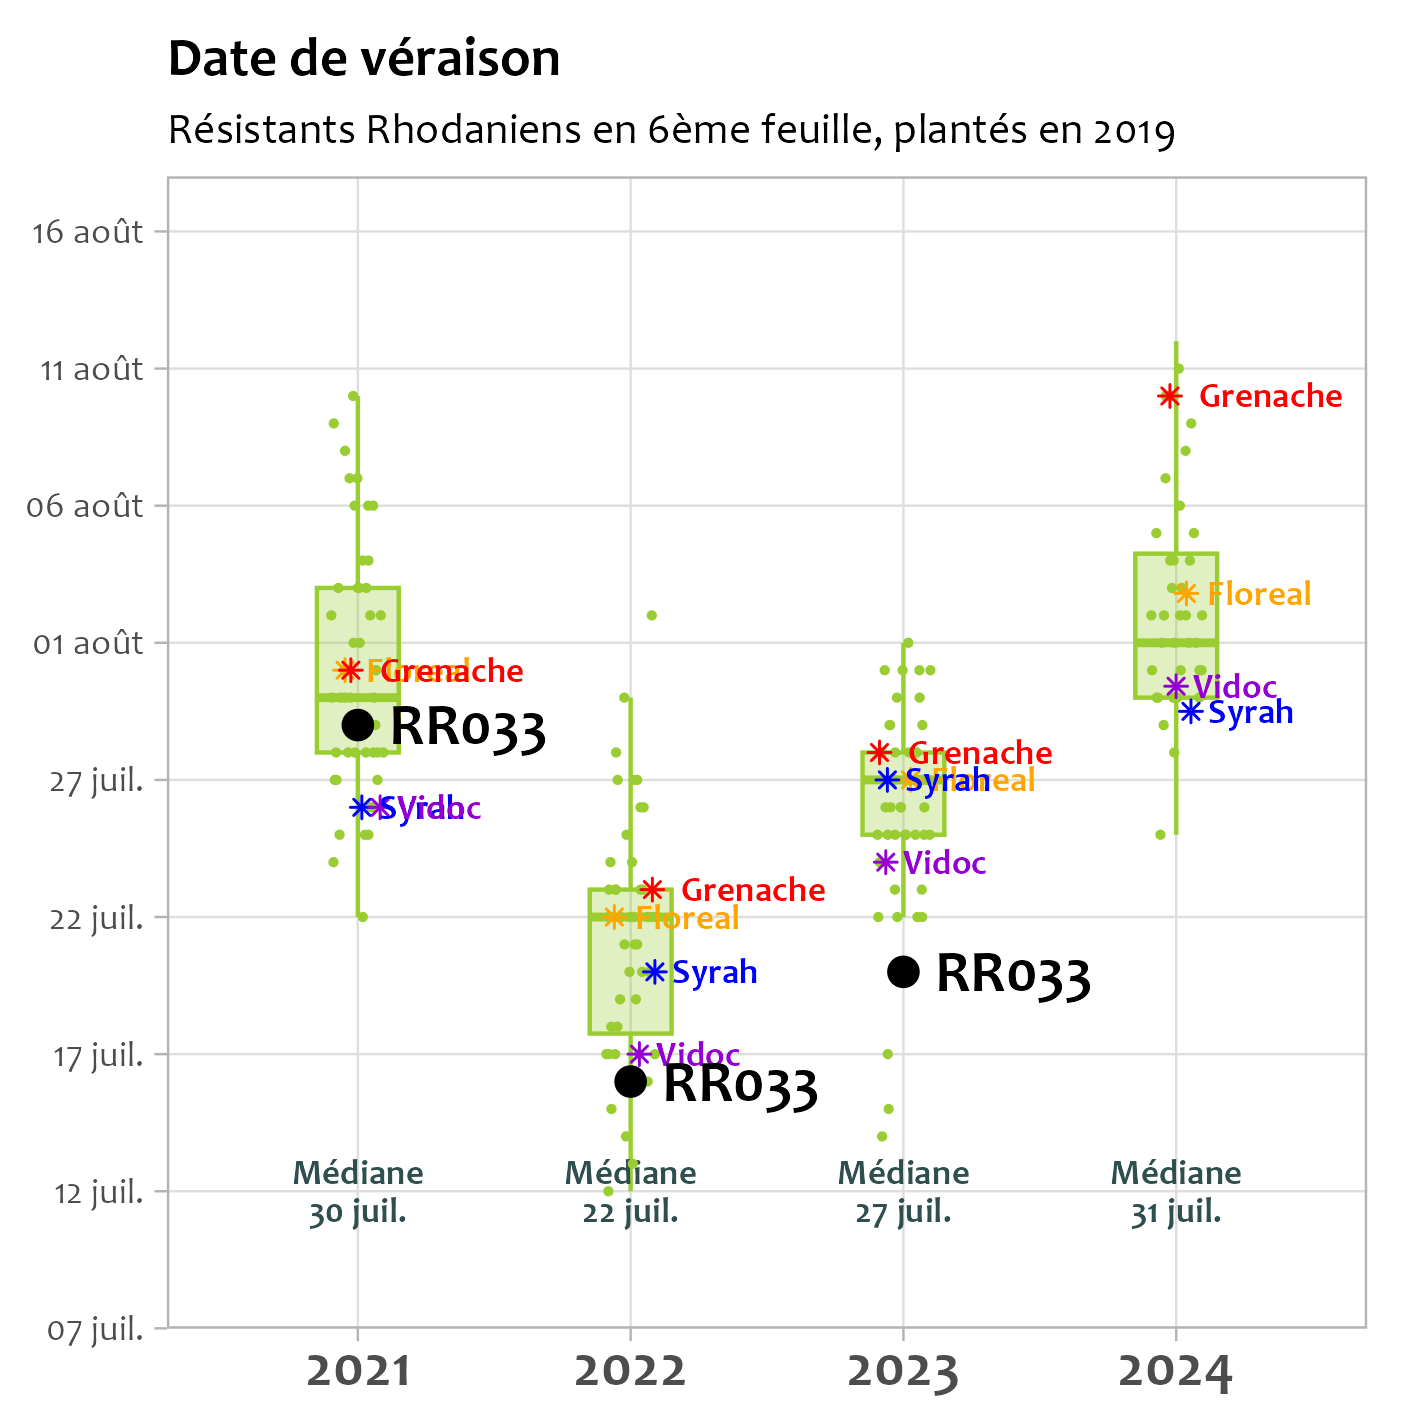 Date de véraison
Résistants Rhodaniens en 6ème feuille, plantés en 2019
16 août
11 août
06 août
01 août
27 juil.
22 juil.
17 juil.
12 juil.
07 juil.
Floreal
Grenache
RR033
Syrah
Vidoc
Médiane
30 juil.
Grenache
Floreal
Syrah
Vidoc
RR033
Médiane
22 juil.
Grenache
Floreal
Syrah
Vidoc
RR033
Médiane
27 juil.
Grenache
Floreal
Vidoc
Syrah
Médiane
31 juil.
2021
2022
2023
2024